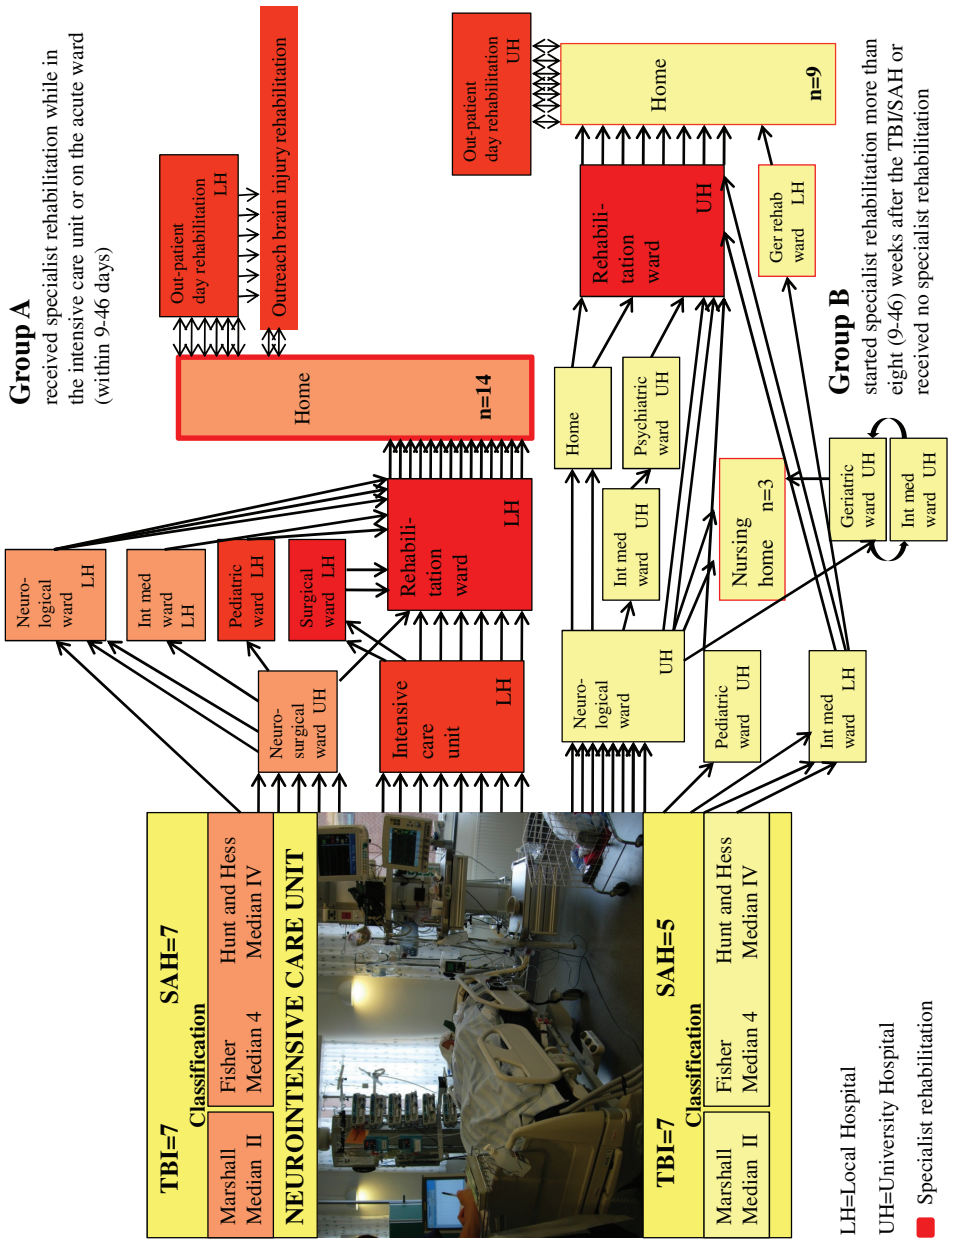 Group A
received specialist rehabilitation while in
the intensive care unit or on the acute ward
(within 9-46 days)
TBI=7 SAH=7
Classification
Marshall
Median II
Fisher
Median 4
Hunt and Hess
Median IV
NEUROINTENSIVE CARE UNIT
Neuro-
logical
ward
LH
Int med
ward
LH
Pediatric
ward LH
Surgical
ward LH
Neuro-
surgical
ward UH
Intensive
care
unit
LH
Rehabili-
tation
ward
LH
Home
n=14
Out-patient
day rehabilitation
LH
Outreach brain injury rehabilitation
TBI=7 SAH=5
Classification
Marshall
Median II
Fisher
Median 4
Hunt and Hess
Median IV
Neuro-
logical
ward
UH
Pediatric
ward UH
Int med
ward LH
Home
Int med
ward UH
Psychiatric
ward UH
Nursing
home n=3
Geriatric
ward UH
Int med
ward UH
Rehabili-
tation
ward
UH
Ger rehab
ward LH
Out-patient
day rehabilitation
UH
Home
n=9
Group B
started specialist rehabilitation more than
eight (9-46) weeks after the TBI/SAH or
received no specialist rehabilitation
LH=Local Hospital
UH=University Hospital
Specialist rehabilitation